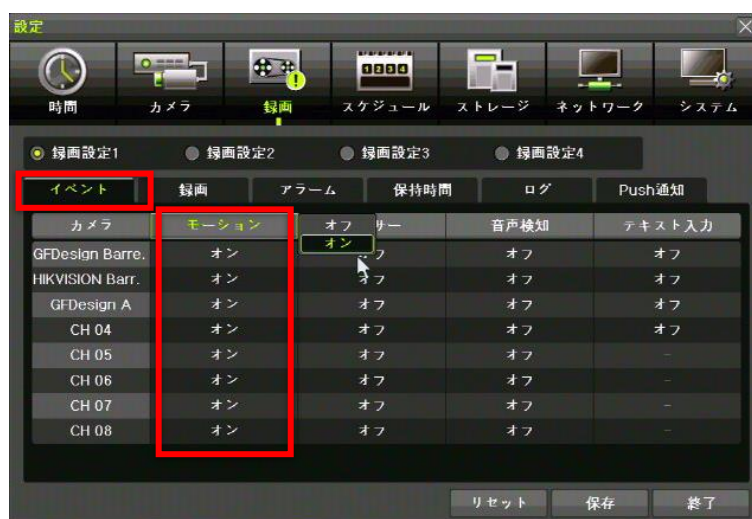 設定
時間 カメラ 録画 スケジュール ストレージ ネットワーク システム
録画設定1 録画設定2 録画設定3 録画設定4
イベント 録画 アラーム 保持時間 ログ Push通知
カメラ モーション オフ サー 音声検知 テキスト入力
オン
GFDesign Barre. オン フ オフ オフ
HIKVISION Barr. オン オフ オフ オフ
GFDesign A オン オフ オフ オフ
CH 04 オン オフ オフ オフ
CH 05 オン オフ オフ -
CH 06 オン オフ オフ -
CH 07 オン オフ オフ -
CH 08 オン オフ オフ -
リセット 保存 終了